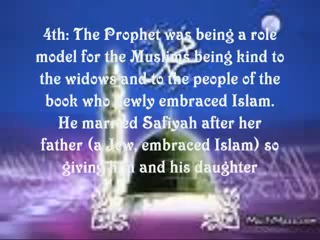 4th: The Prophet was being a role
model for the Muslims being kind to
the widows and to the people of the
book who newly embraced Islam.
He married Safiyah after her
father (a Jew, embraced Islam) so
giving him and his daughter